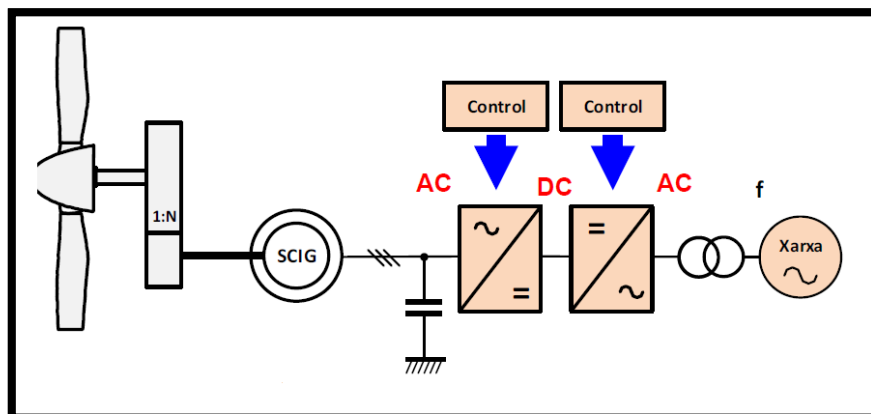 Control
Control
AC
DC
AC
f
1:N
SCIG
Xarxa